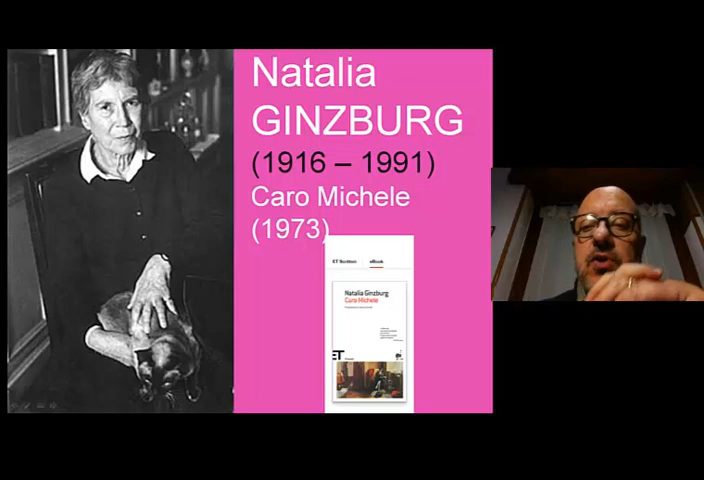 Natalia
GINZBURG
(1916 – 1991)
Caro Michele
(1973)
ET Scrittori eBook
Natalia Ginzburg
Caro Michele
ET